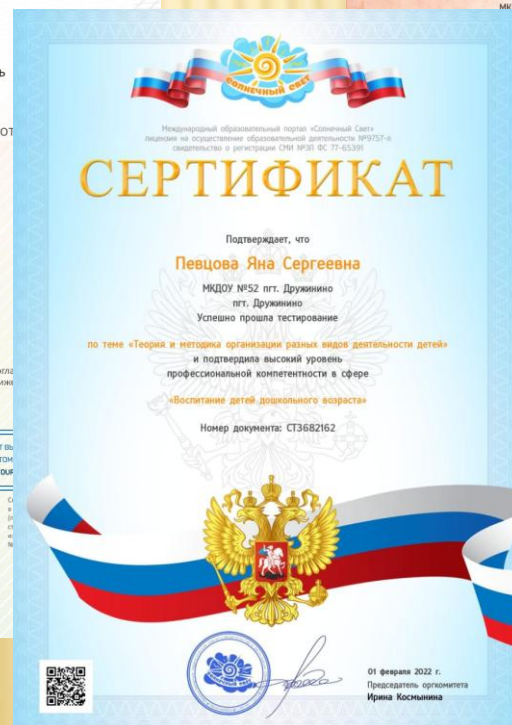 МК
СОЛНЕЧНЫЙ СВЕТ
Международный образовательный портал «Солнечный Свет»
лицензия на осуществление образовательной деятельности №9757-л
свидетельство о регистрации СМИ №ЭЛ ФС 77-65391
СЕРТИФИКАТ
Подтверждает, что
Певцова Яна Сергеевна
МКДОУ №52 пгт. Дружинино
пгт. Дружинино
Успешно прошла тестирование
по теме «Теория и методика организации разных видов деятельности детей»
и подтвердила высокий уровень
профессиональной компетентности в сфере
«Воспитание детей дошкольного возраста»
Номер документа: СТ3682162
01 февраля 2022 г.
Председатель оргкомитета
Ирина Космынина